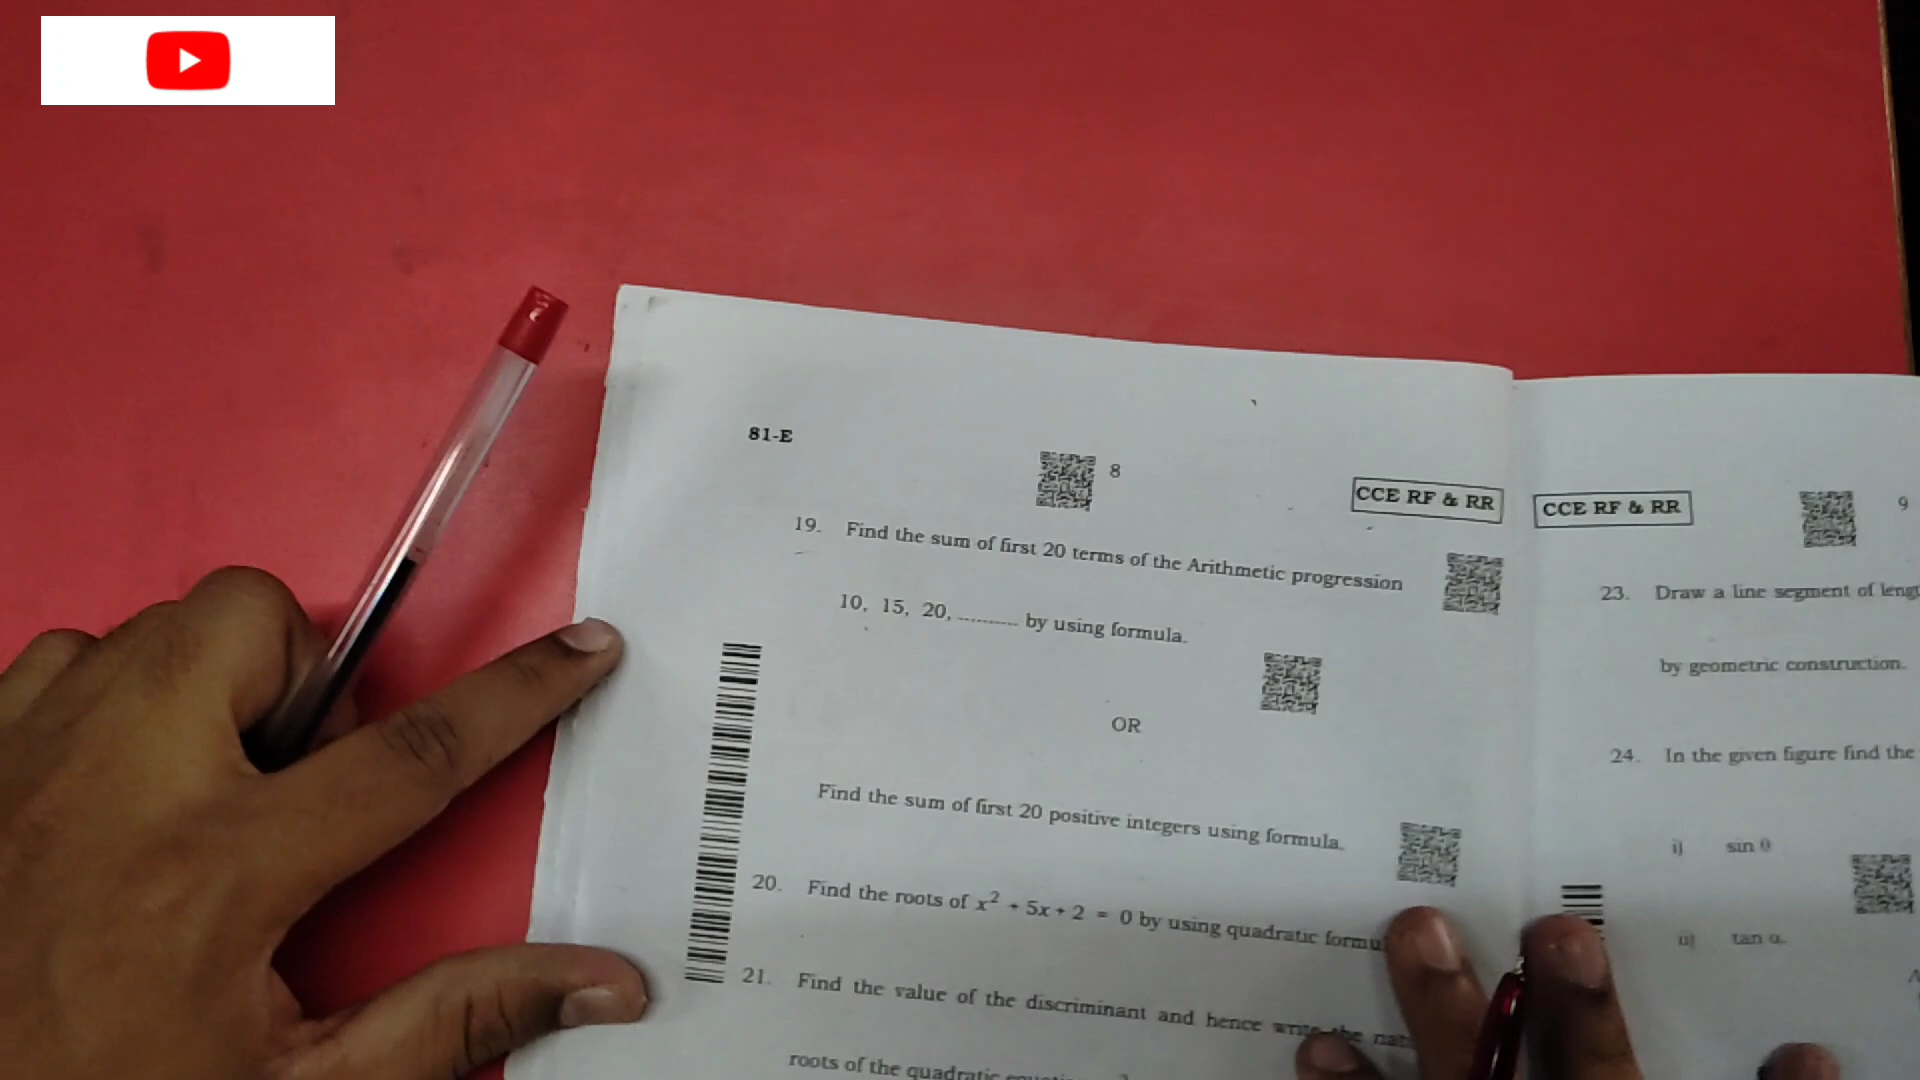 81-E
8
CCE RF & RR
19. Find the sum of first 20 terms of the Arithmetic progression
10, 15, 20, .......... by using formula.
OR
Find the sum of first 20 positive integers using formula.
20. Find the roots of x² + 5x + 2 = 0 by using quadratic
21. Find the value of the discriminant and hence write the
roots of the quadratic
CCE RF & RR
9
23. Draw a line segment of
by geometric construction.
24. In the given figure find the
i) sin θ
ii) tan α.